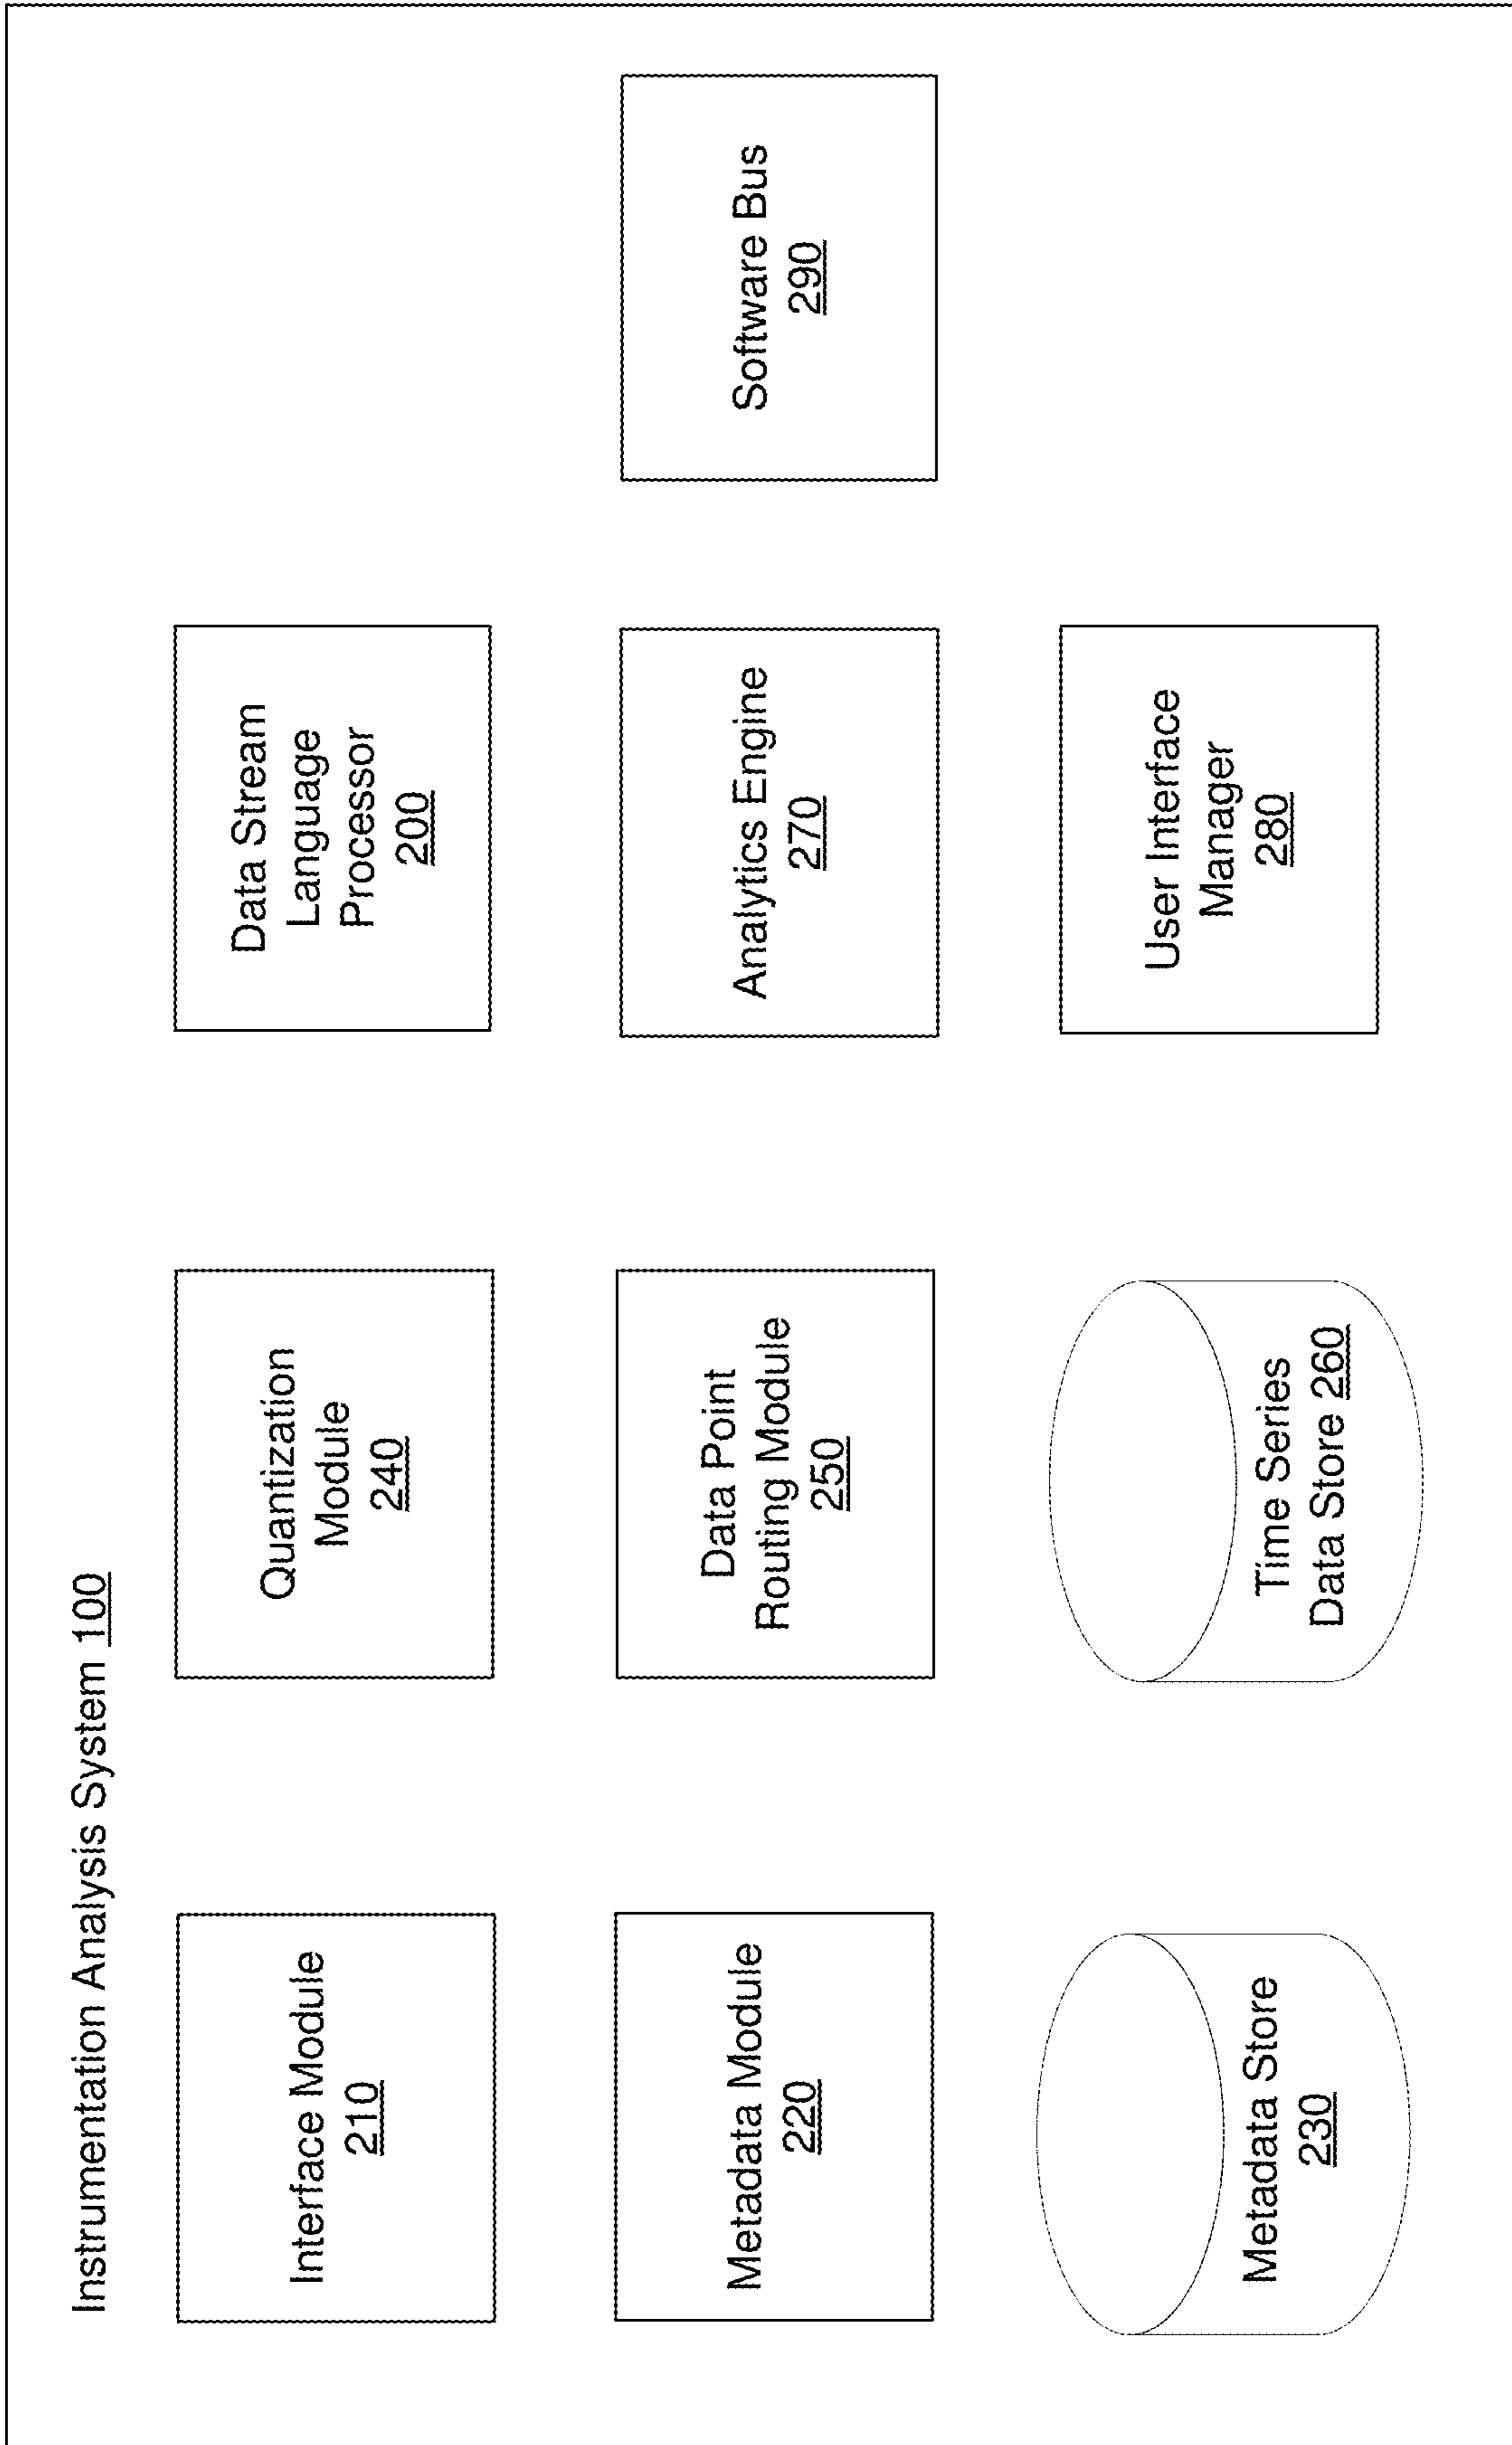 Instrumentation Analysis System 100
Interface Module
210
Quantization
Module
240
Data Stream
Language
Processor
200
Metadata Module
220
Data Point
Routing Module
250
Analytics Engine
270
Software Bus
290
Metadata Store
230
Time Series
Data Store 260
User Interface
Manager
280